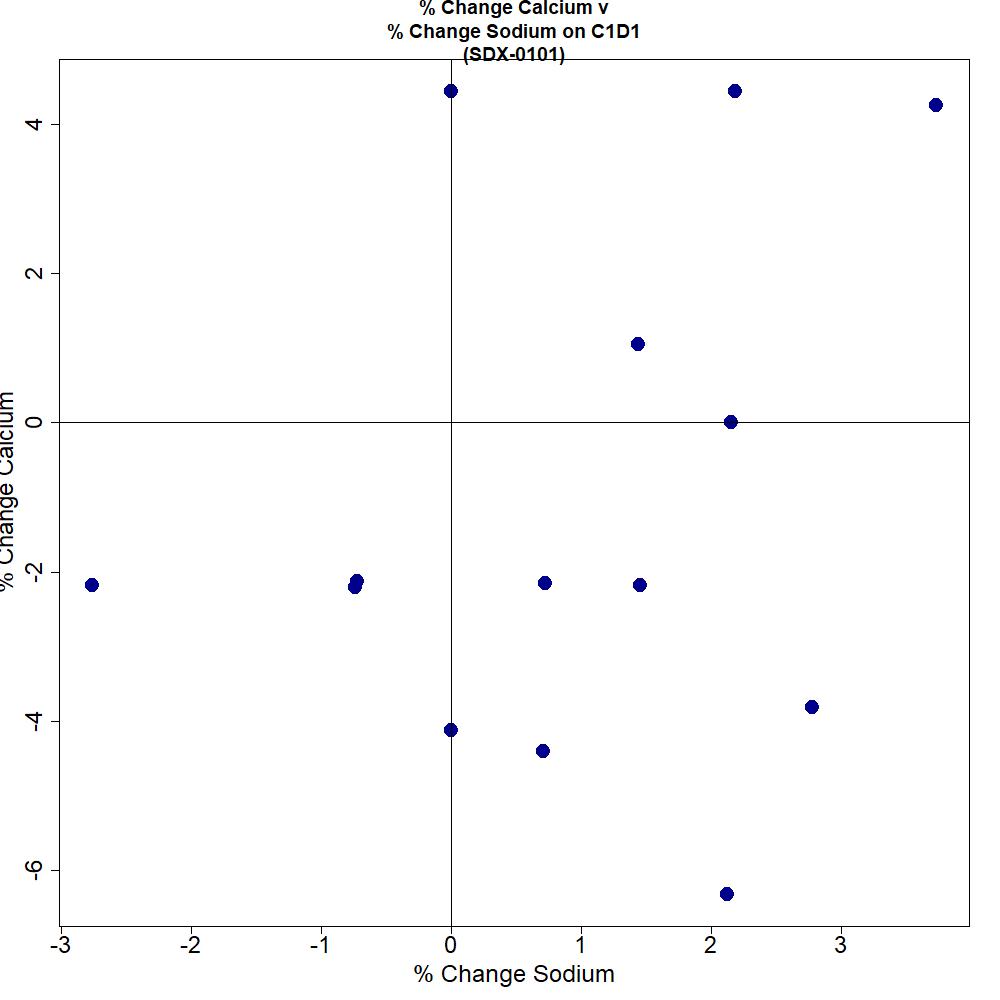 % Change Calcium v
% Change Sodium on C1D1
(SDX-0101)
4
2
0
-2
-4
-6
% Change Calcium
-3 -2 -1 0 1 2 3
% Change Sodium